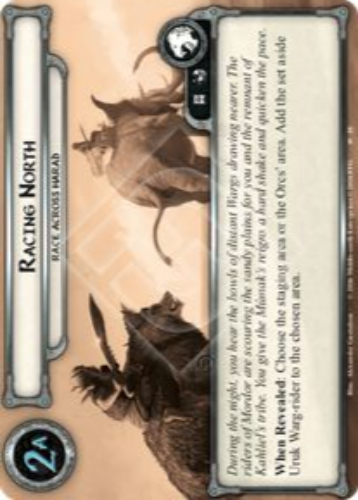 2A
RACING NORTH
RACE ACROSS HARAD
During the night, you hear the howls of distant Wargs drawing nearer. The
riders of Mordor are scouring the sandy plains for you and the remnant of
Kahliel's tribe. You give the Mûmak's reigns a hard shake and quicken the pace.
When Revealed: Choose the staging area or the Orcs' area. Add the set aside
Uruk Warg-rider to the chosen area.
Illus. Alexandr